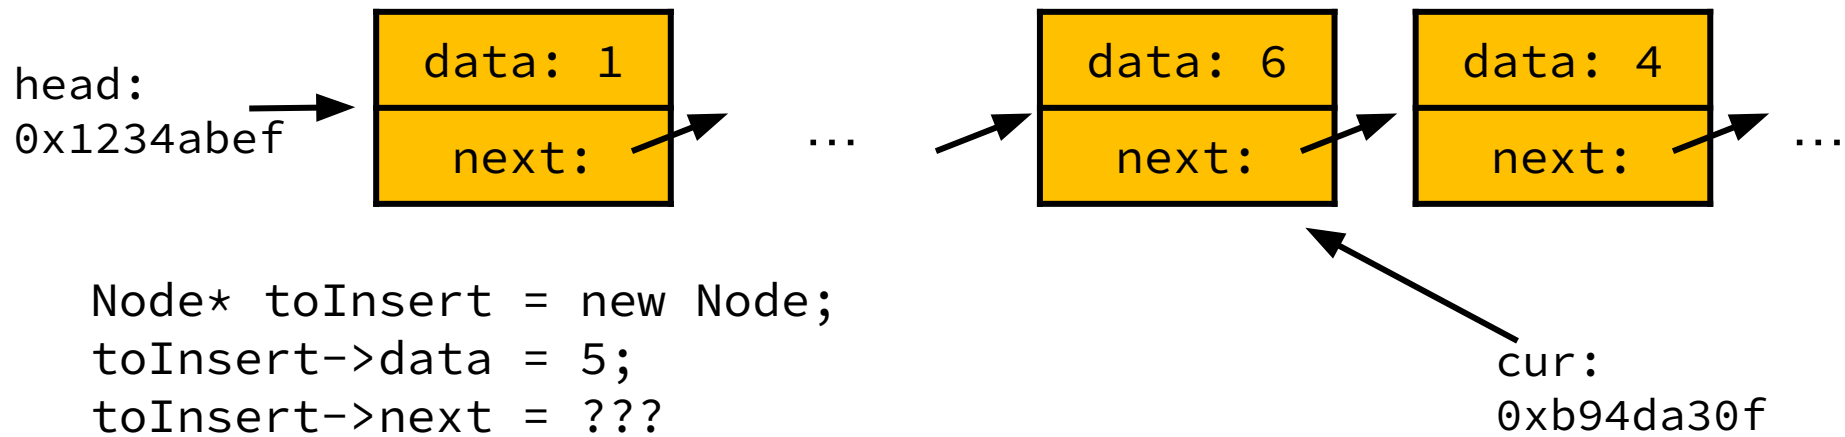 head:
0x1234abef
data: 1
next:
...
data: 6
next:
data: 4
next:
...
Node* toInsert = new Node;
toInsert->data = 5;
toInsert->next = ???
cur:
0xb94da30f